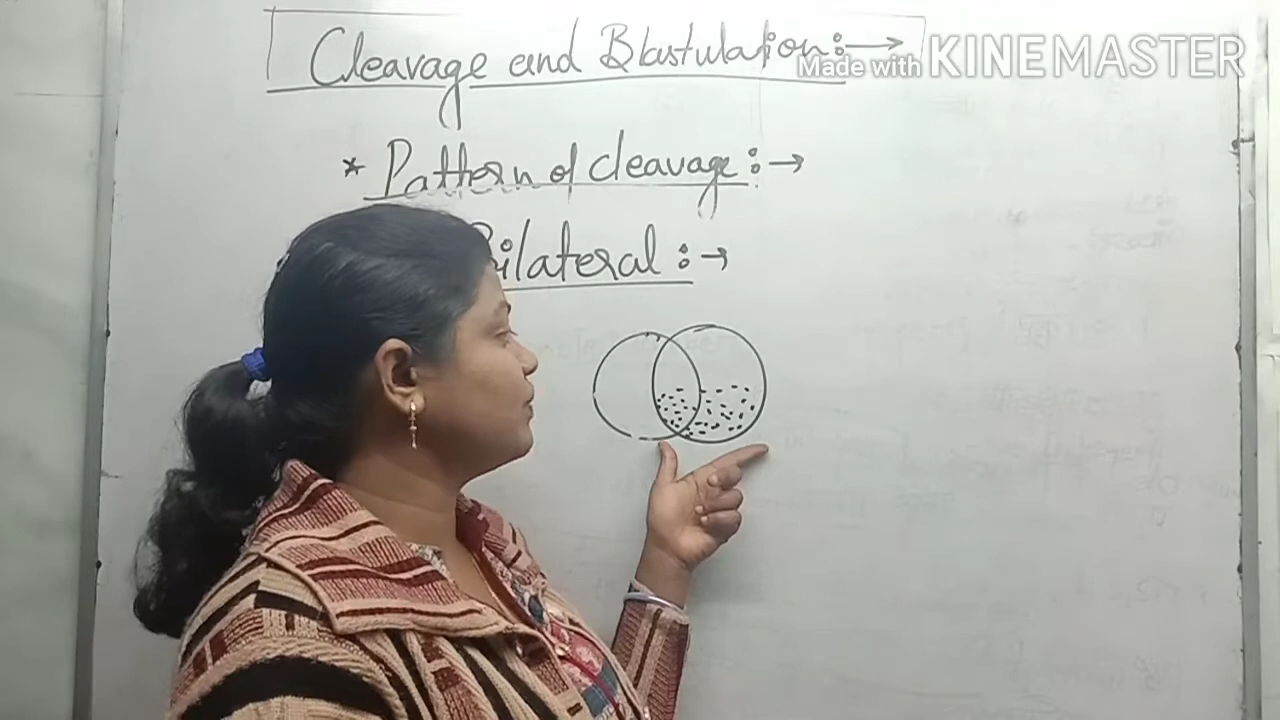 Cleavage and Blastulation:→
Made with KINEMASTER
* Pattern of cleavage:→
Bilateral:→